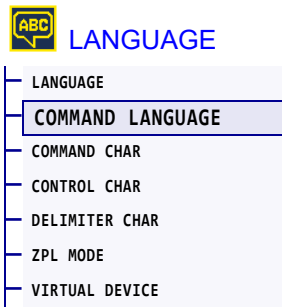 ABC
LANGUAGE
LANGUAGE
COMMAND LANGUAGE
COMMAND CHAR
CONTROL CHAR
DELIMITER CHAR
ZPL MODE
VIRTUAL DEVICE